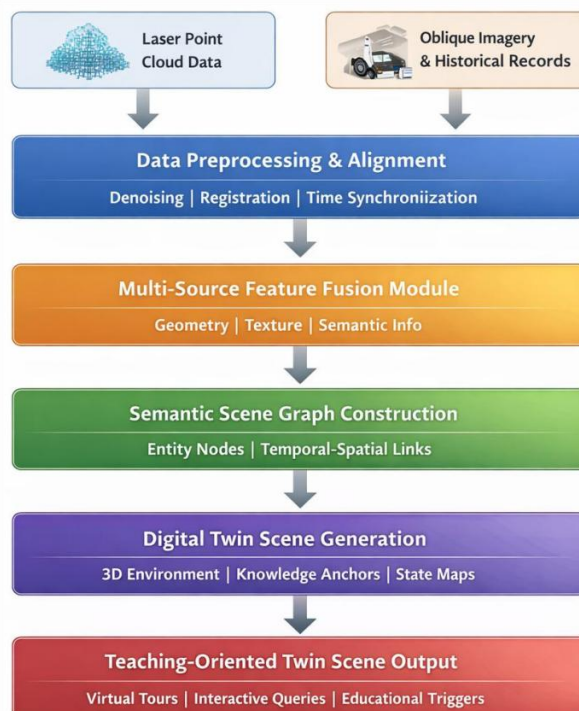 Laser Point
Cloud Data
Oblique Imagery
& Historical Records
Data Preprocessing & Alignment
Denoising | Registration | Time Synchroniization
Multi-Source Feature Fusion Module
Geometry | Texture | Semantic Info
Semantic Scene Graph Construction
Entity Nodes | Temporal-Spatial Links
Digital Twin Scene Generation
3D Environment | Knowledge Anchors | State Maps
Teaching-Oriented Twin Scene Output
Virtual Tours | Interactive Queries | Educational Triggers